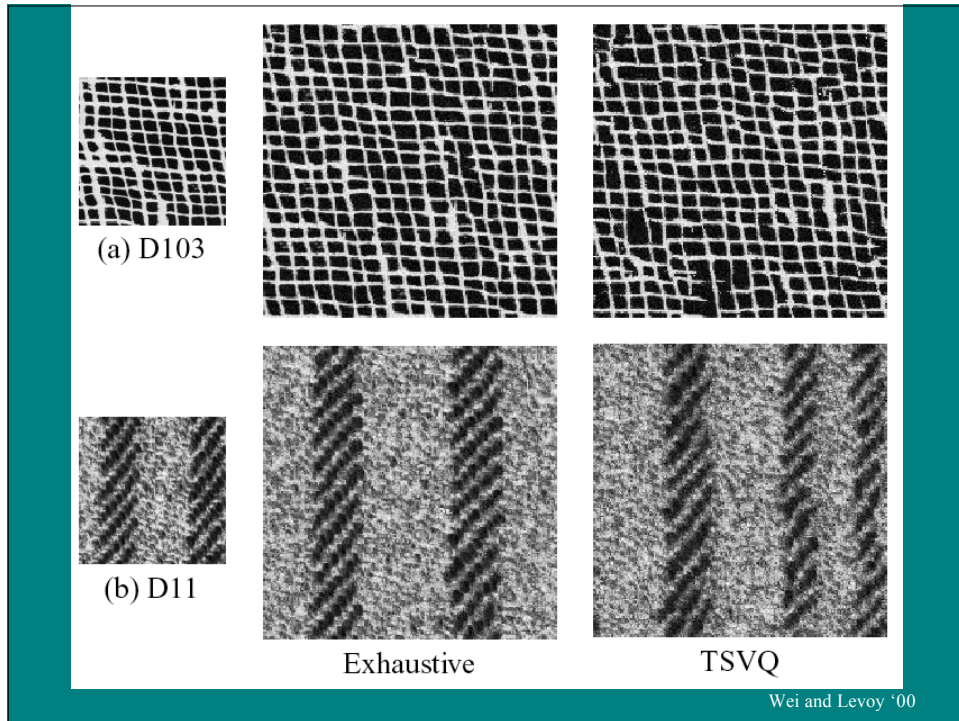 (a) D103
(b) D11
Exhaustive
TSVQ
Wei and Levoy ‘00